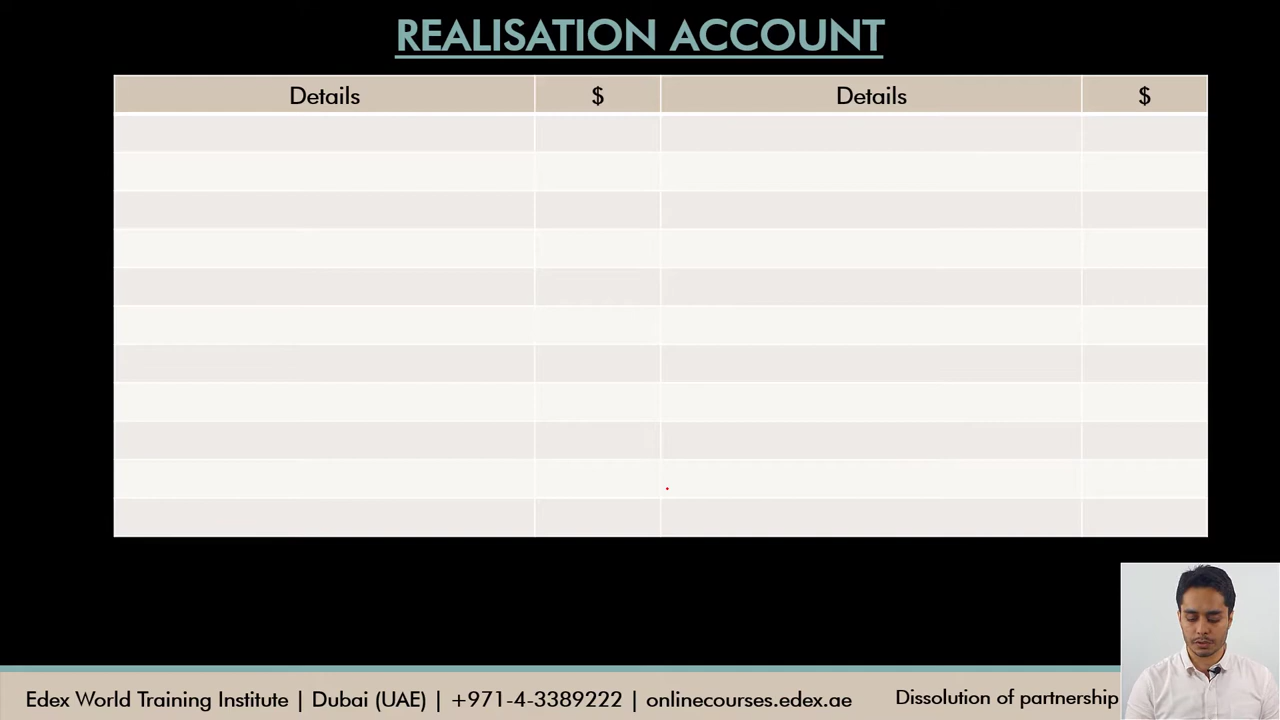 REALISATION ACCOUNT
Details $ Details $
Edex World Training Institute | Dubai (UAE) | +971-4-3389222 | onlinecourses.edex.ae Dissolution of partnership